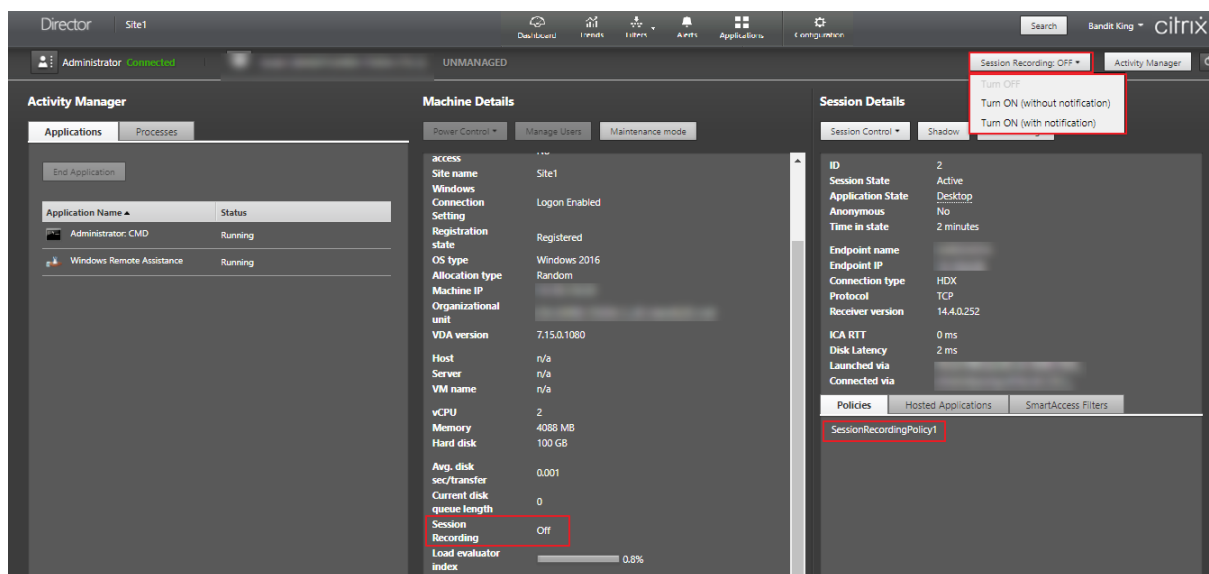 Director Site1
Dashboard Trends Filters Alerts Applications Configuration
Search Bandit King citrix
Administrator Connected UNMANAGED
Session Recording: OFF Activity Manager
Turn OFF
Turn ON (without notification)
Turn ON (with notification)
Activity Manager
Applications Processes
End Application
Application Name Status
Administrator: CMD Running
Windows Remote Assistance Running
Machine Details
Power Control Manage Users Maintenance mode
access No
Site name Site1
Windows
Connection Logon Enabled
Setting
Registration
state Registered
OS type Windows 2016
Allocation type Random
Machine IP
Organizational
unit
VDA version 7.15.0.1080
Host n/a
Server n/a
VM name n/a
vCPU 2
Memory 4088 MB
Hard disk 100 GB
Avg. disk
sec/transfer 0.001
Current disk
queue length 0
Session
Recording Off
Load evaluator
index 0.8%
Session Details
Session Control Shadow
ID 2
Session State Active
Application State Desktop
Anonymous No
Time in state 2 minutes
Endpoint name
Endpoint IP
Connection type HDX
Protocol TCP
Receiver version 14.4.0.252
ICA RTT 0 ms
Disk Latency 2 ms
Launched via
Connected via
Policies Hosted Applications SmartAccess Filters
SessionRecordingPolicy1